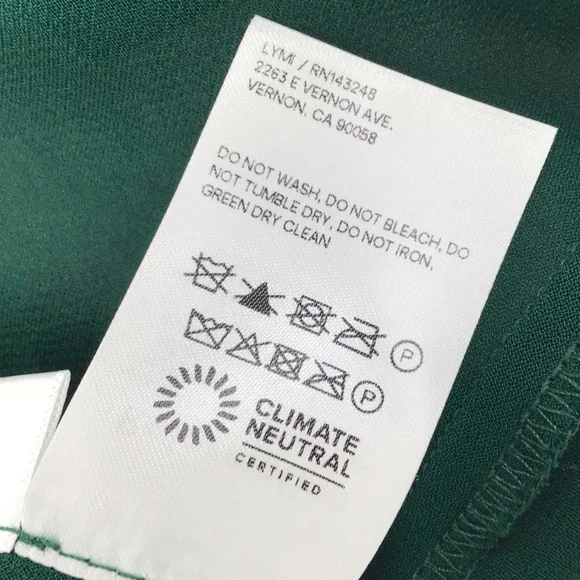 LYMI / RN143248
2263 E VERNON AVE.
VERNON, CA 90058
DO NOT WASH, DO NOT BLEACH, DO
NOT TUMBLE DRY, DO NOT IRON,
GREEN DRY CLEAN
P
P
CLIMATE
NEUTRAL
CERTIFIED